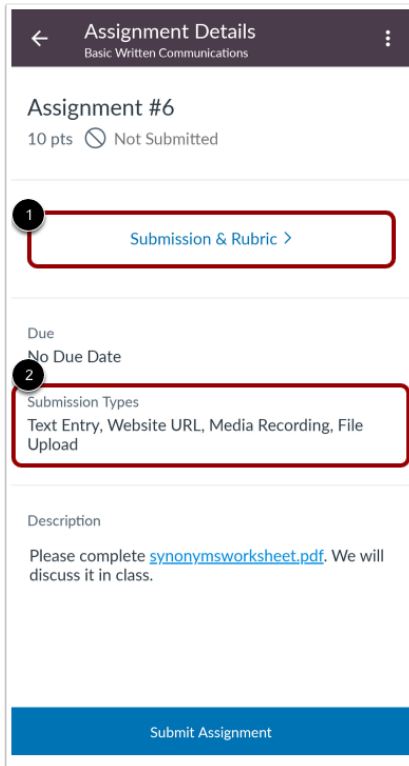 Assignment Details
Basic Written Communications
Assignment #6
10 pts Not Submitted
1
Submission & Rubric >
Due
No Due Date
2
Submission Types
Text Entry, Website URL, Media Recording, File
Upload
Description
Please complete synonymsworksheet.pdf. We will
discuss it in class.
Submit Assignment